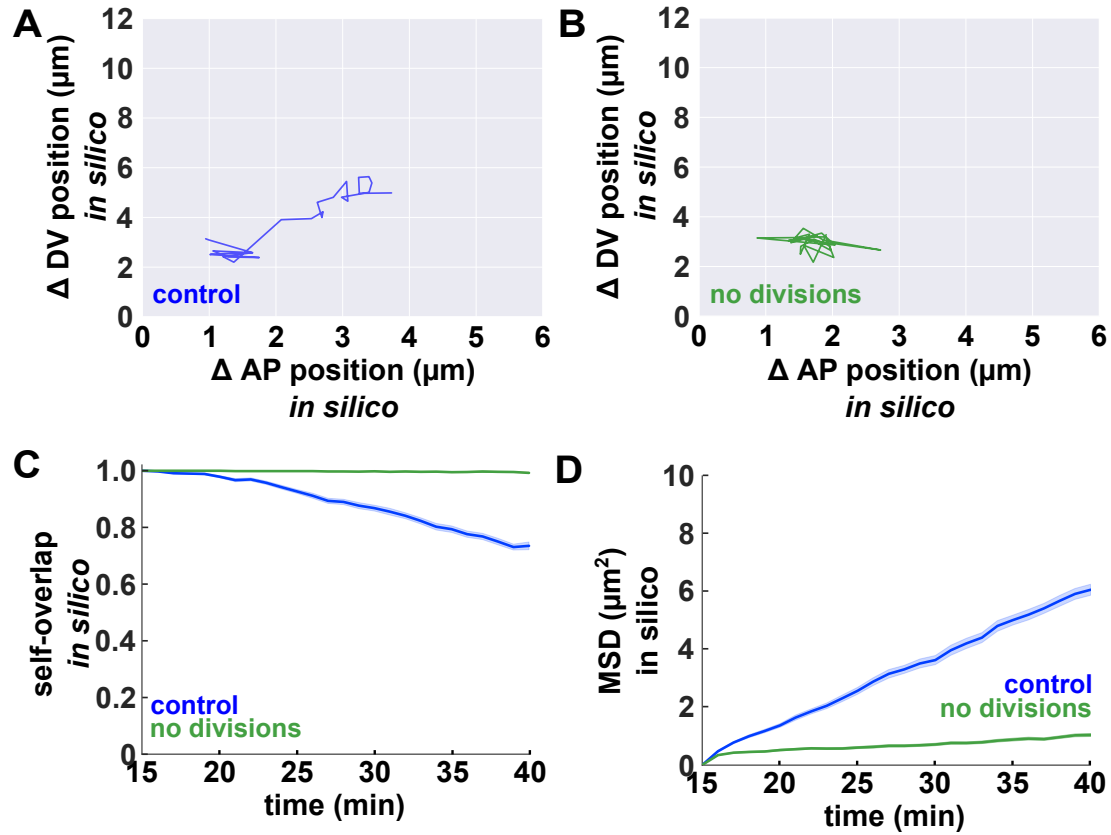 A
Δ DV position (μm)
in silico
12
10
8
6
4
2
0
control
0 1 2 3 4 5 6
Δ AP position (μm)
in silico
B
Δ DV position (μm)
in silico
12
10
8
6
4
2
0
no divisions
0 1 2 3 4 5 6
Δ AP position (μm)
in silico
C
self-overlap
in silico
1.0
0.8
0.6
0.4
0.2
0
control
no divisions
15 20 25 30 35 40
time (min)
D
MSD (μm²)
in silico
10
8
6
4
2
0
control
no divisions
15 20 25 30 35 40
time (min)